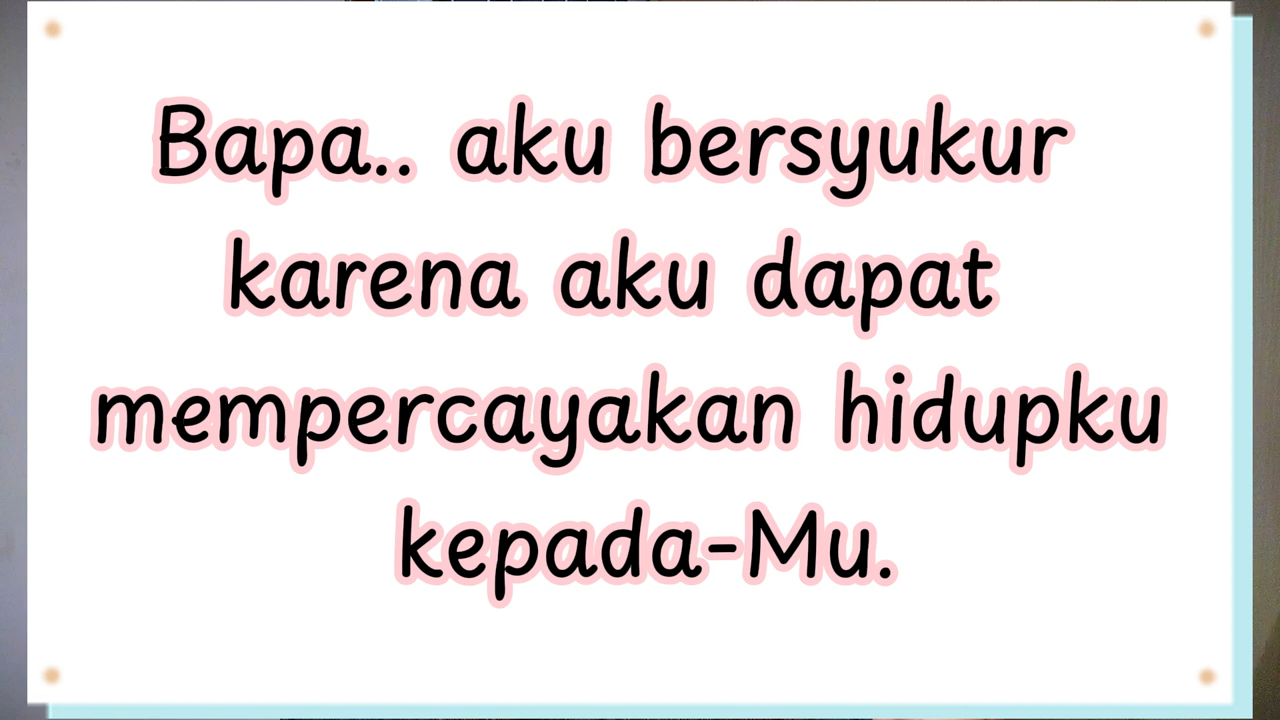 Bapa.. aku bersyukur
karena aku dapat
mempercayakan hidupku
kepada-Mu.